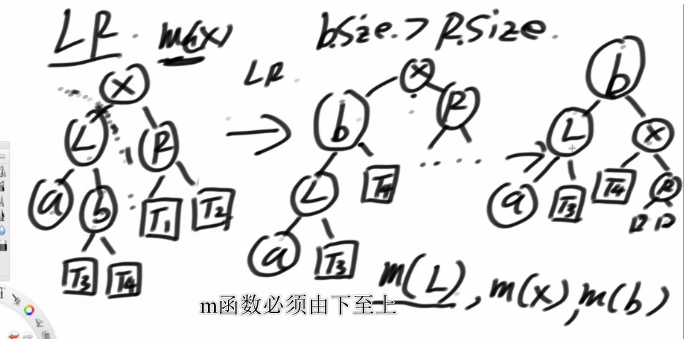 LR. m(x) b.size. > R.size.
LR
X X b
L R b R L X
a b T1 T2 L T4 a T3 T4 R
T3 T4 a T3
m(L), m(x), m(b)
m函数必须由下至上